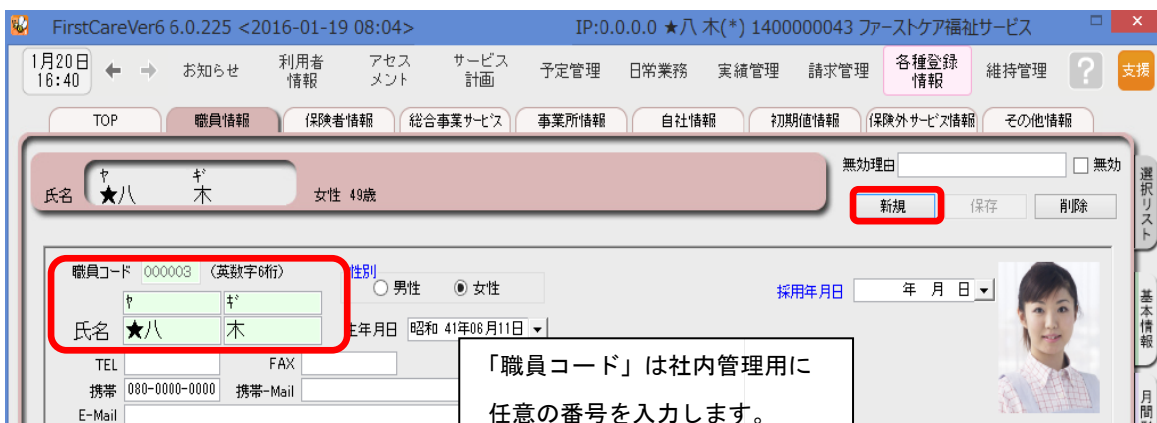 FirstCareVer6 6.0.225 <2016-01-19 08:04> IP:0.0.0.0 ★八 木(*) 1400000043 ファーストケア福祉サービス
1月20日
16:40
お知らせ
利用者
情報
アセス
メント
サービス
計画
予定管理
日常業務
実績管理
請求管理
各種登録
情報
維持管理
?
支援
TOP 職員情報 保険者情報 総合事業サービス 事業所情報 自社情報 初期値情報 保険外サービス情報 その他情報
無効理由 無効
ヤ ギ
氏名 ★八 木 女性 49歳
新規 保存 削除
選択リスト
職員コード 000003 (英数字6桁) 性別 男性 女性
採用年月日 年 月 日
ヤ ギ
氏名 ★八 木 生年月日 昭和 41年06月11日
基本情報
TEL FAX
携帯 080-0000-0000 携帯-Mail
E-Mail
「職員コード」は社内管理用に
任意の番号を入力します。
月間